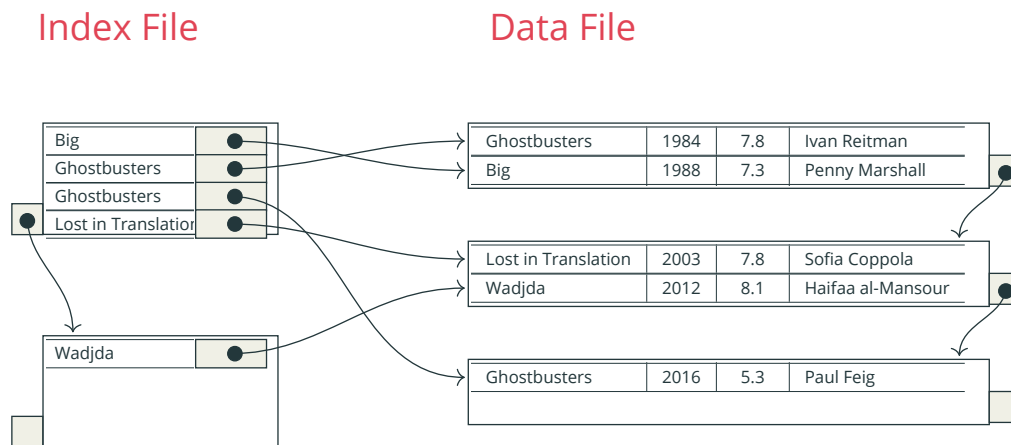 Index File
Data File
Big
Ghostbusters
Ghostbusters
Lost in Translation
Wadjda
Ghostbusters 1984 7.8 Ivan Reitman
Big 1988 7.3 Penny Marshall
Lost in Translation 2003 7.8 Sofia Coppola
Wadjda 2012 8.1 Haifaa al-Mansour
Ghostbusters 2016 5.3 Paul Feig